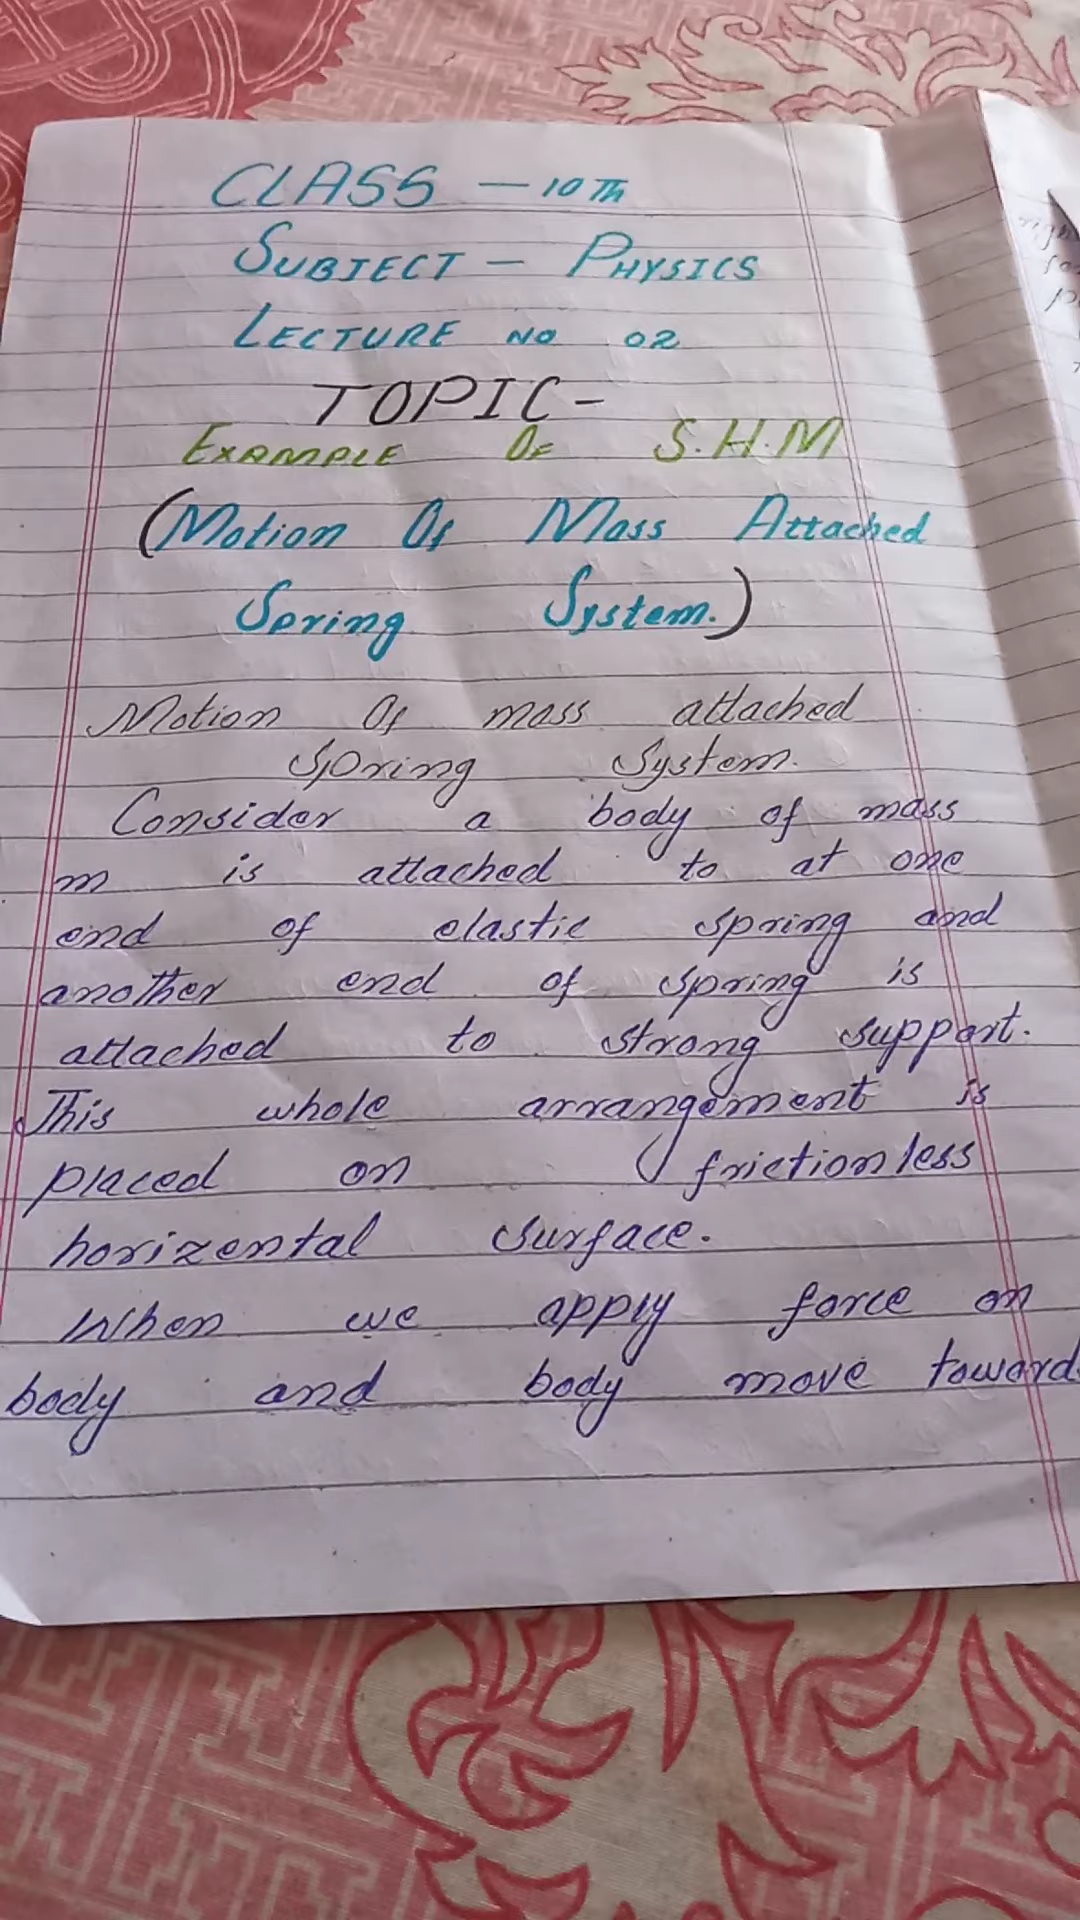 CLASS — 10Th
SUBJECT — PHYSICS
LECTURE NO 02
TOPIC-
EXAMPLE OF S.H.M
(Motion Of Mass Attached
Spring System.)
Motion Of mass attached
Spring System.
Consider a body of mass
m is attached to at one
end of elastic spring and
another end of spring is
attached to strong support.
This whole arrangement is
placed on frictionless
horizental surface.
When we apply force on
body and body move toward